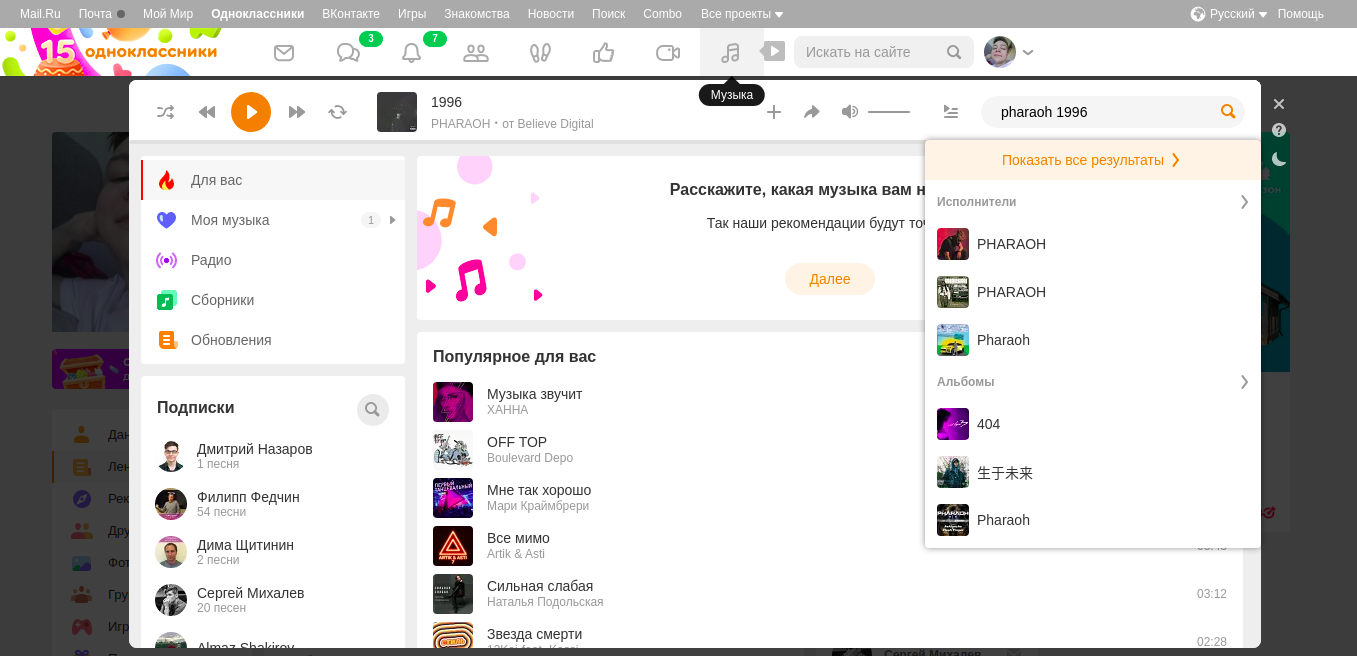 Mail.Ru Почта Мой Мир Одноклассники ВКонтакте Игры Знакомства Новости Поиск Combo Все проекты Русский Помощь
15 одноклассники 3 7 Искать на сайте
Музыка
1996
PHARAOH • от Believe Digital
pharaoh 1996
Показать все результаты
Исполнители
PHARAOH
PHARAOH
Pharaoh
Альбомы
404
生于未来
Pharaoh
Для вас
Моя музыка 1
Радио
Сборники
Обновления
Подписки
Дмитрий Назаров
1 песня
Филипп Федчин
54 песни
Дима Щитинин
2 песни
Сергей Михалев
20 песен
Almaz Shakirov
Расскажите, какая музыка вам н
Так наши рекомендации будут точ
Далее
Популярное для вас
Музыка звучит
ХАННА
OFF TOP
Boulevard Depo
Мне так хорошо
Мари Краймбрери
Все мимо
Artik & Asti
Сильная слабая
Наталья Подольская
03:12
Звезда смерти
02:28
Сергей Михалев